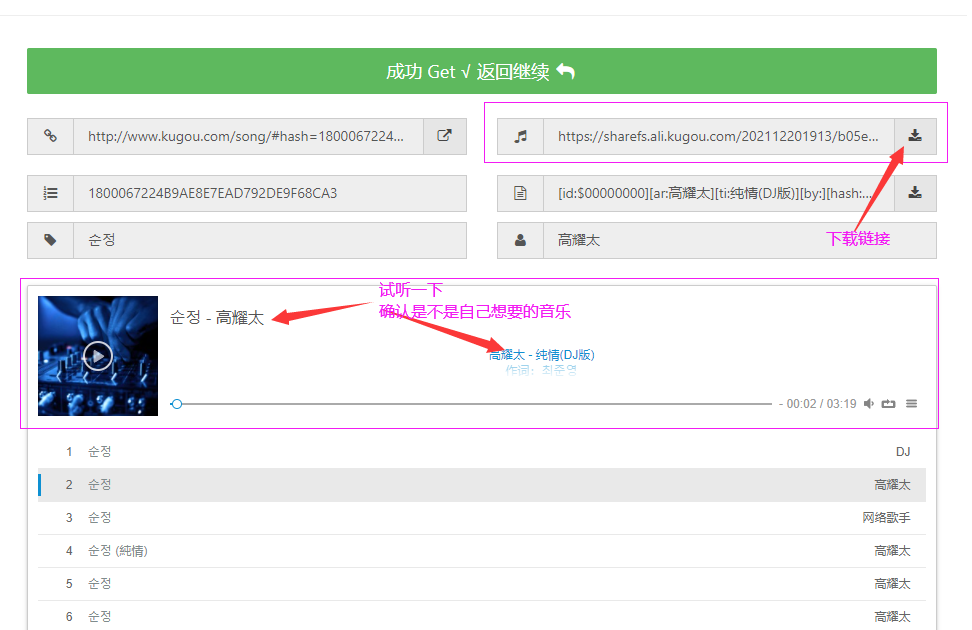 成功 Get √ 返回继续
http://www.kugou.com/song/#hash=1800067224...
https://sharefs.ali.kugou.com/202112201913/b05e...
1800067224B9AE8E7EAD792DE9F68CA3
[id:$00000000][ar:高耀太][ti:纯情(DJ版)][by:][hash:...
순정
高耀太
下载链接
试听一下
确认是不是自己想要的音乐
순정 - 高耀太
高耀太 - 纯情(DJ版)
作词：최준영
- 00:02 / 03:19
1 순정 DJ
2 순정 高耀太
3 순정 网络歌手
4 순정 (純情) 高耀太
5 순정 高耀太
6 순정 高耀太